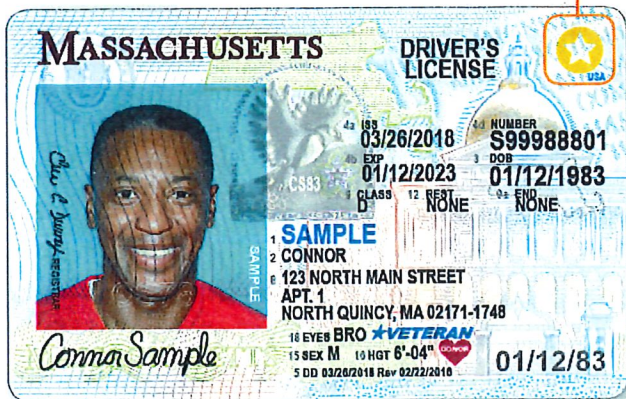 MASSACHUSETTS
DRIVER'S
LICENSE
USA
4a ISS
03/26/2018
4d NUMBER
S99988801
EXP
01/12/2023
3 DOB
01/12/1983
CS83
CLASS
D
12 REST
NONE
END
NONE
REGISTRAR
SAMPLE
1 SAMPLE
2 CONNOR
8 123 NORTH MAIN STREET
APT. 1
NORTH QUINCY, MA 02171-1748
18 EYES BRO VETERAN
15 SEX M 16 HGT 6'-04" DONOR
01/12/83
5 DD 03/26/2018 Rev 02/22/2016
Connor Sample